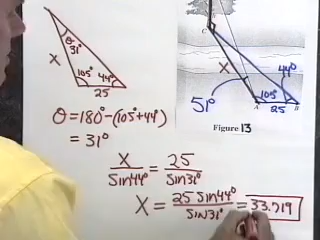 θ
31°
X
105° 44°
25
θ = 180° - (105° + 44°)
= 31°
X / Sin44° = 25 / Sin31°
X = 25 Sin44° / Sin31° = 33.719
C
X
44°
51°
105°
A 25 B
Figure 13